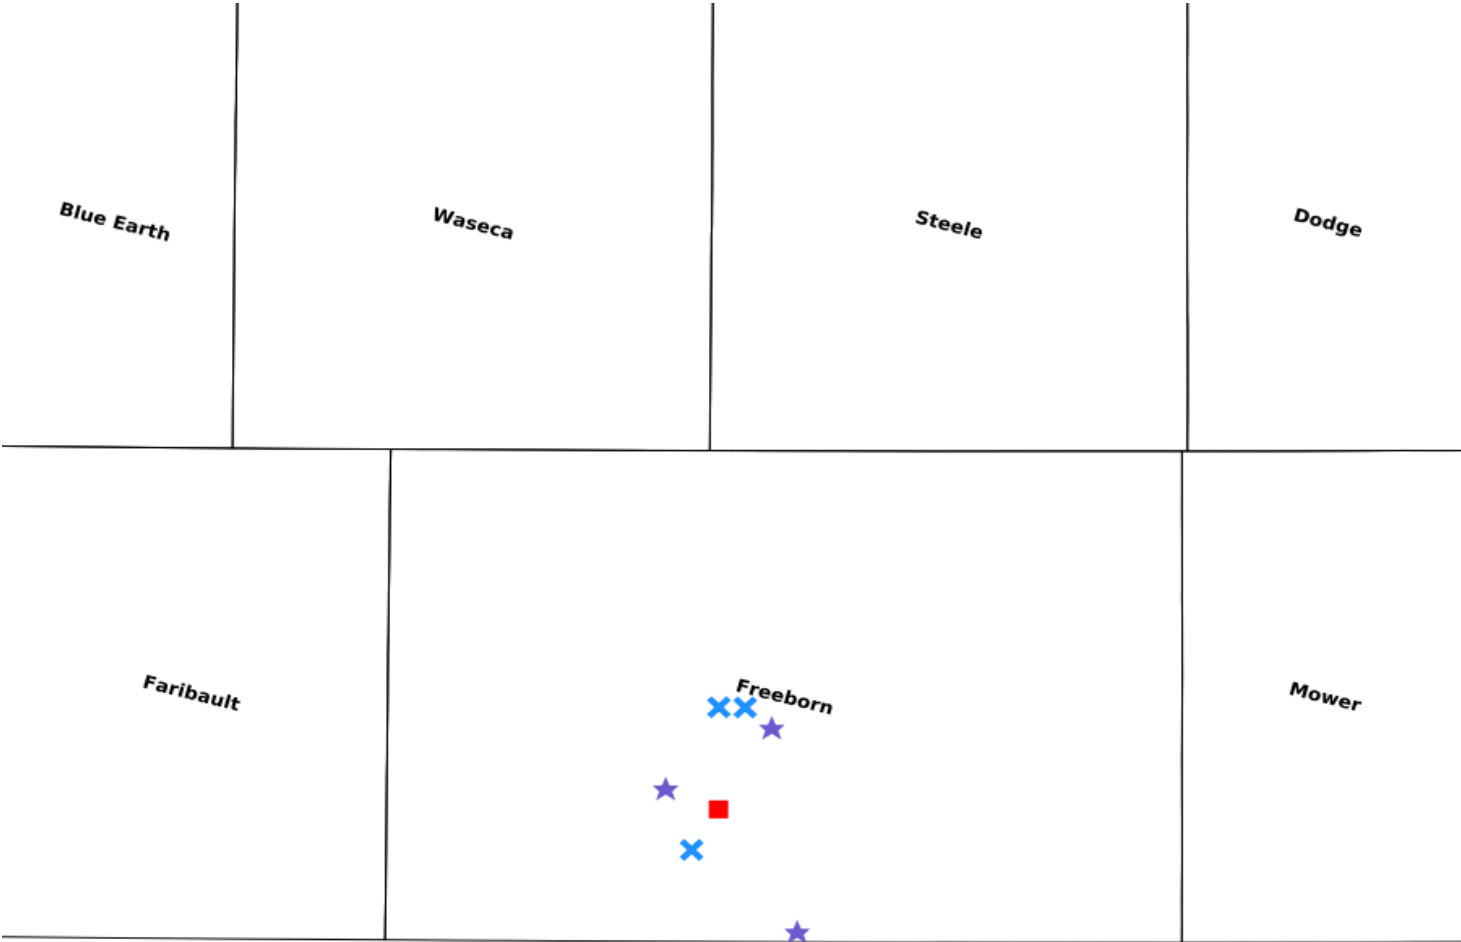 Blue Earth
Waseca
Steele
Dodge
Faribault
Freeborn
Mower